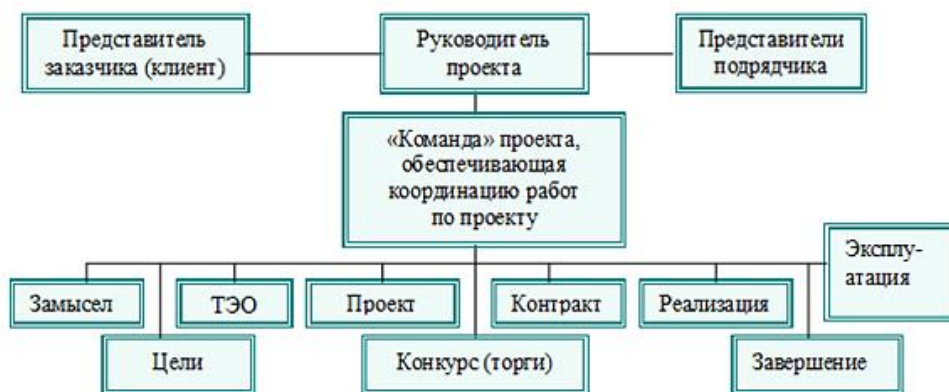 Представитель
заказчика (клиент)
Руководитель
проекта
Представители
подрядчика
«Команда» проекта,
обеспечивающая
координацию работ
по проекту
Эксплу-
атация
Замысел
ТЭО
Проект
Контракт
Реализация
Цели
Конкурс (торги)
Завершение